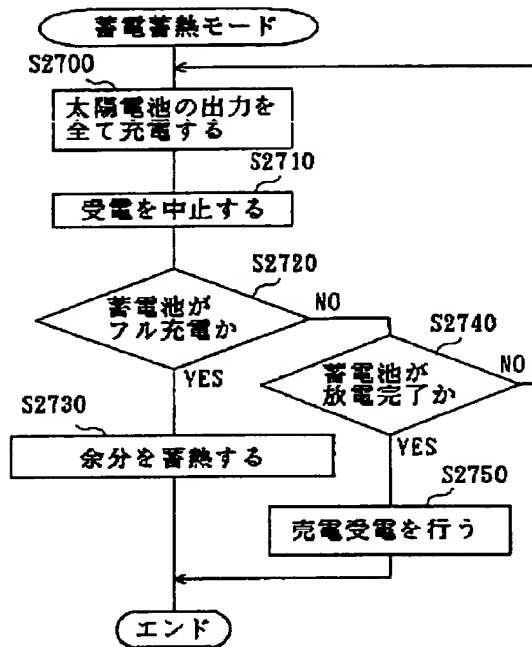 蓄電蓄熱モード
S2700
太陽電池の出力を
全て充電する
S2710
受電を中止する
S2720
蓄電池が
フル充電か
NO
YES
S2740
蓄電池が
放電完了か
NO
YES
S2730
余分を蓄熱する
S2750
売電受電を行う
エンド